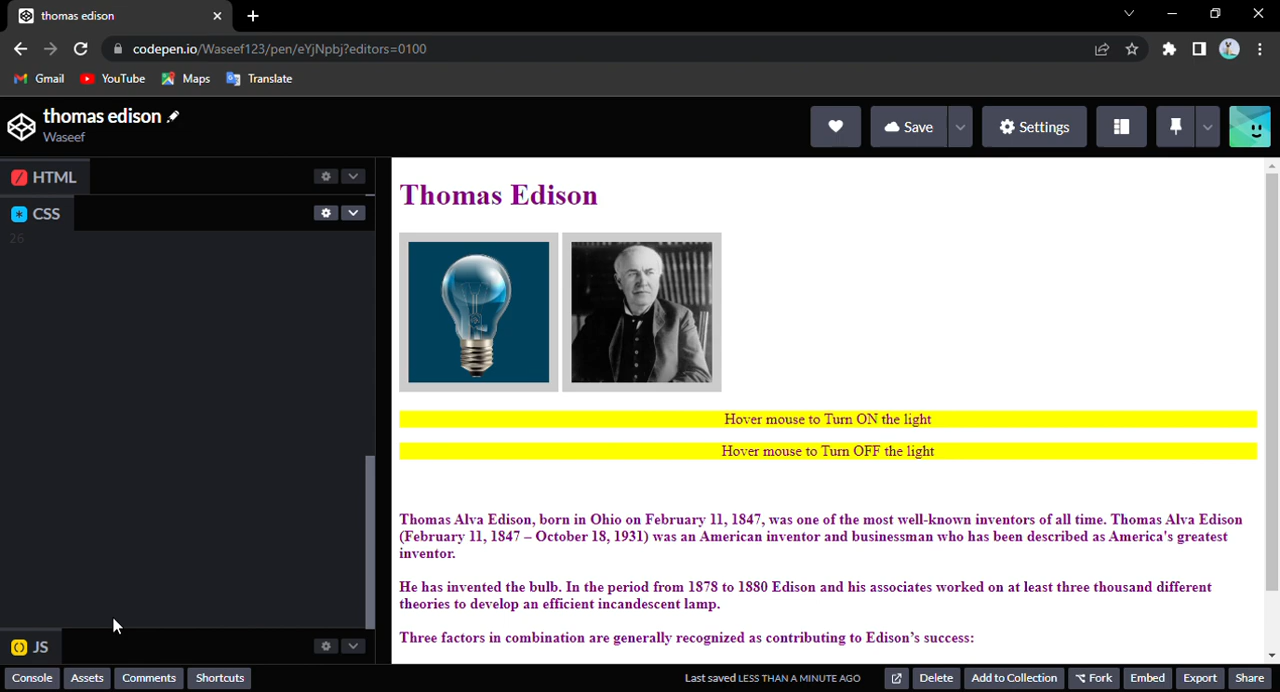 thomas edison
codepen.io/Waseef123/pen/eYjNpbj?editors=0100
Gmail YouTube Maps Translate
thomas edison
Waseef
Save Settings
HTML
CSS
26
Thomas Edison
Hover mouse to Turn ON the light
Hover mouse to Turn OFF the light
Thomas Alva Edison, born in Ohio on February 11, 1847, was one of the most well-known inventors of all time. Thomas Alva Edison
(February 11, 1847 – October 18, 1931) was an American inventor and businessman who has been described as America's greatest
inventor.
He has invented the bulb. In the period from 1878 to 1880 Edison and his associates worked on at least three thousand different
theories to develop an efficient incandescent lamp.
Three factors in combination are generally recognized as contributing to Edison’s success:
JS
Console Assets Comments Shortcuts Last saved LESS THAN A MINUTE AGO Delete Add to Collection Fork Embed Export Share